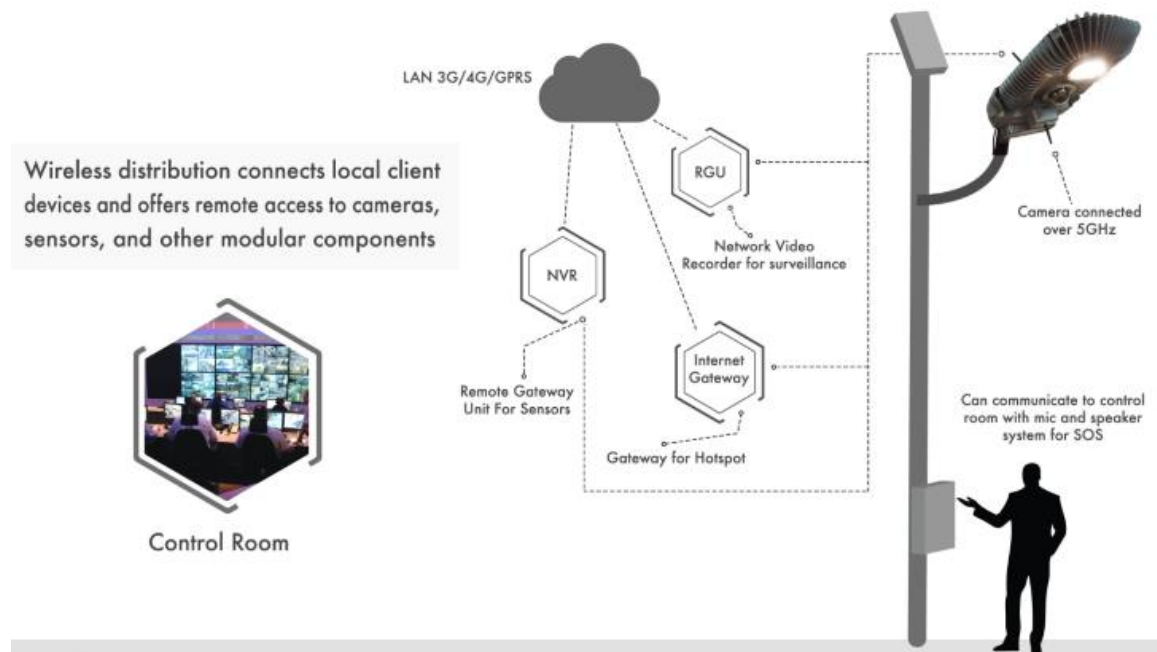 LAN 3G/4G/GPRS
Wireless distribution connects local client
devices and offers remote access to cameras,
sensors, and other modular components
RGU
Network Video
Recorder for surveillance
Camera connected
over 5GHz
NVR
Remote Gateway
Unit For Sensors
Internet
Gateway
Gateway for Hotspot
Can communicate to control
room with mic and speaker
system for SOS
Control Room